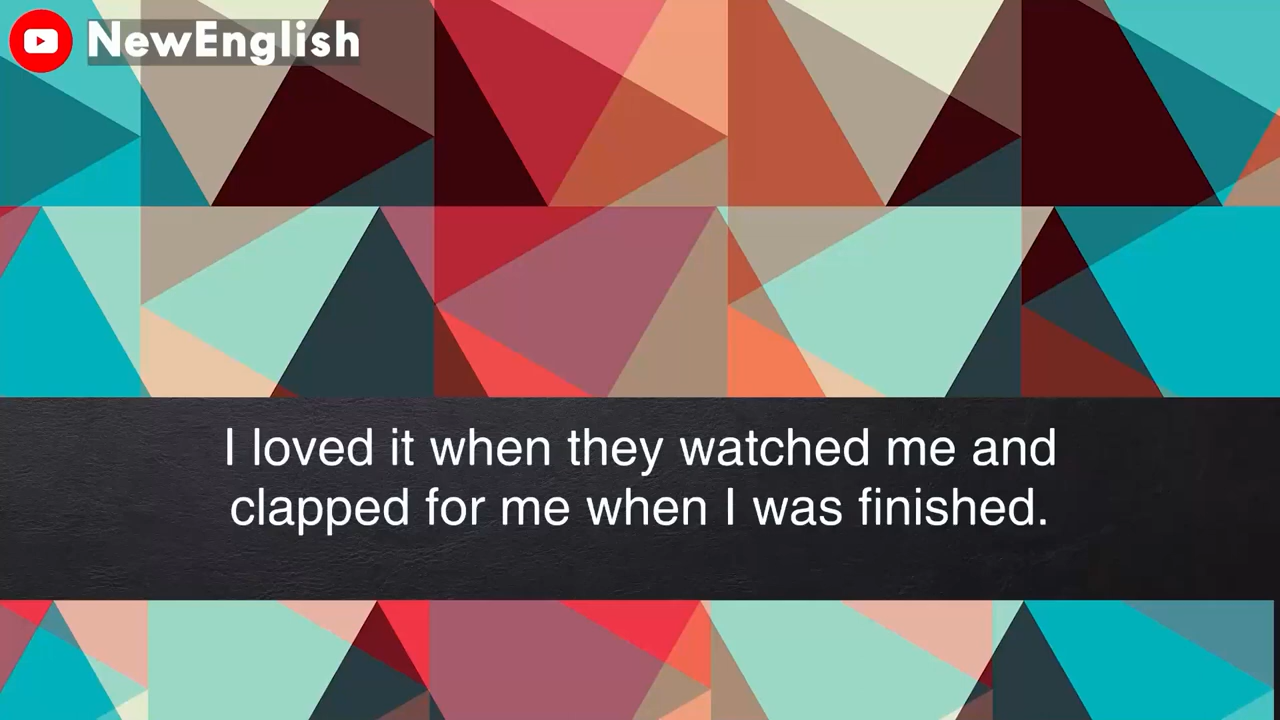 NewEnglish
I loved it when they watched me and
clapped for me when I was finished.